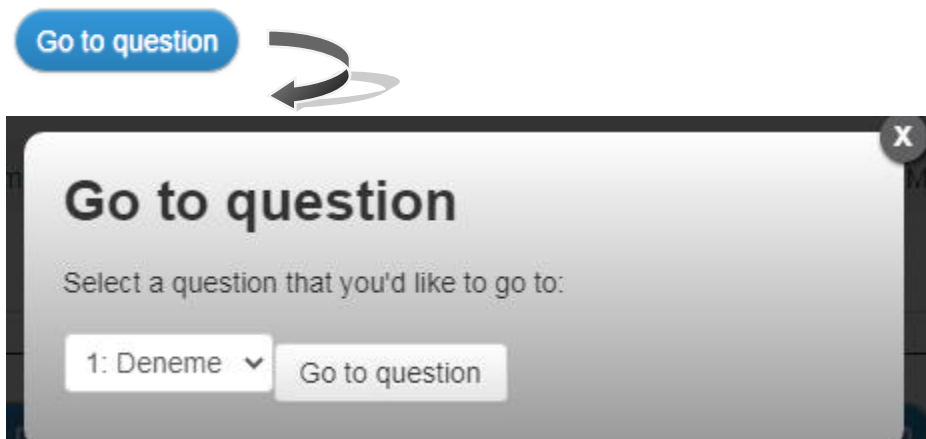 Go to question
X
Go to question
Select a question that you'd like to go to:
1: Deneme
Go to question